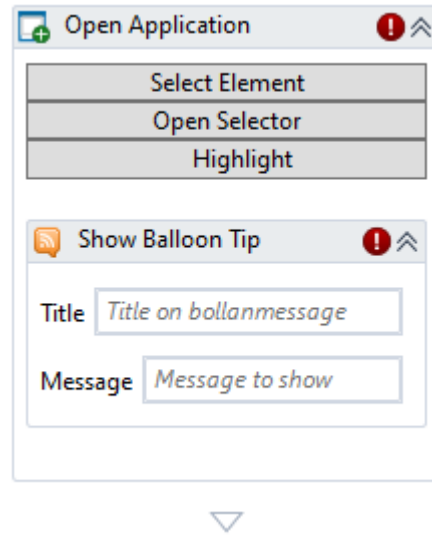 Open Application
Select Element
Open Selector
Highlight
Show Balloon Tip
Title Title on bollanmessage
Message Message to show